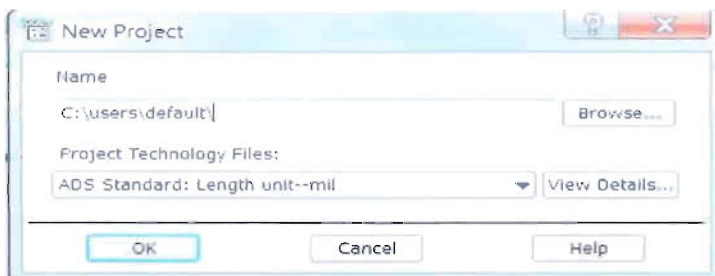 New Project
Name
C:\users\default\
Browse...
Project Technology Files:
ADS Standard: Length unit--mil
View Details...
OK
Cancel
Help